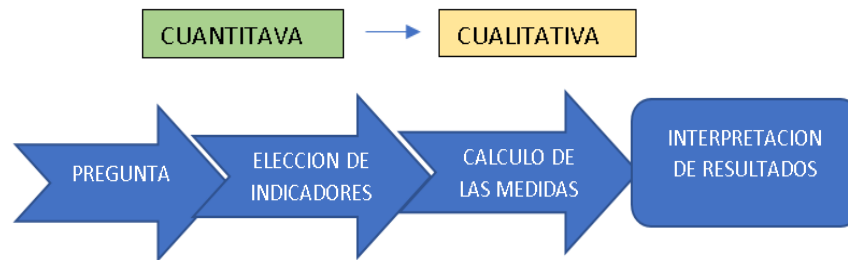 CUANTITAVA
CUALITATIVA
PREGUNTA
ELECCION DE
INDICADORES
CALCULO DE
LAS MEDIDAS
INTERPRETACION
DE RESULTADOS